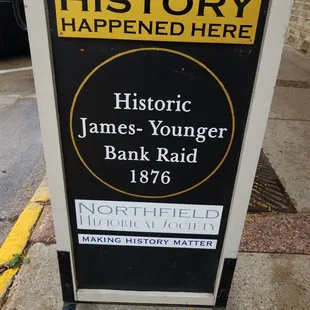 HISTORY
HAPPENED HERE
Historic
James- Younger
Bank Raid
1876
NORTHFIELD
HISTORICAL SOCIETY
MAKING HISTORY MATTER